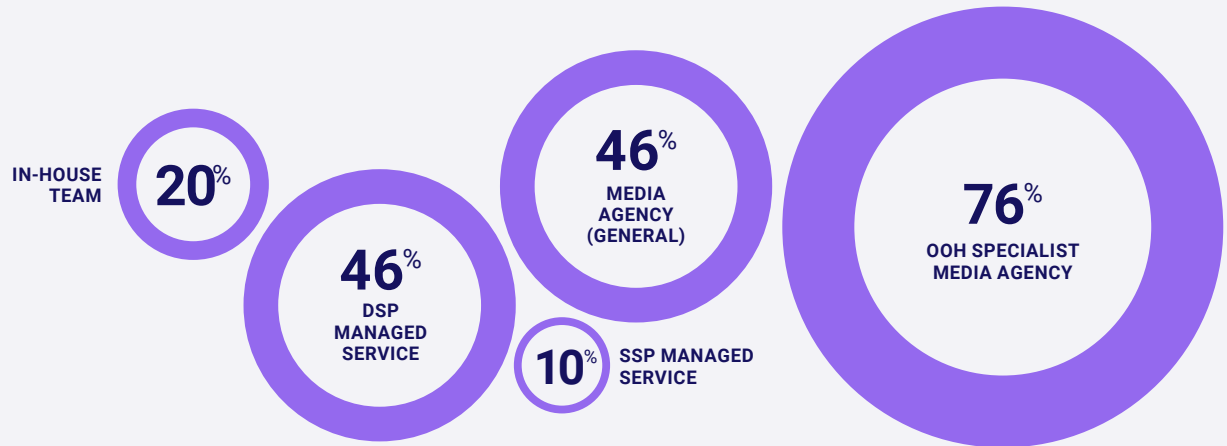 IN-HOUSE
TEAM
20%
46%
DSP
MANAGED
SERVICE
46%
MEDIA
AGENCY
(GENERAL)
10%
SSP MANAGED
SERVICE
76%
OOH SPECIALIST
MEDIA AGENCY